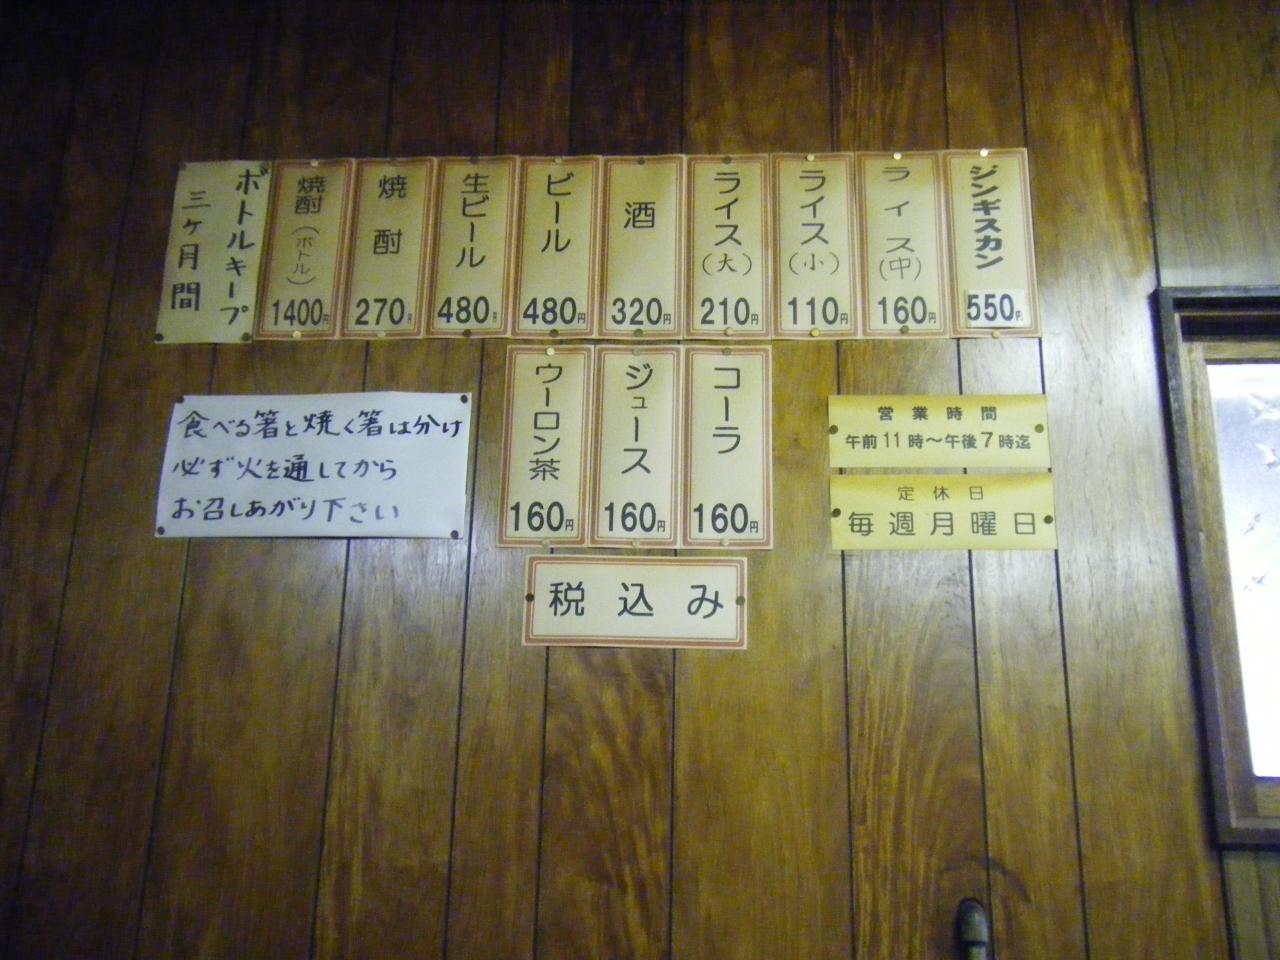 ジンギスカン
550円
ライス(中)
160円
ライス(小)
110円
ライス(大)
210円
酒
320円
ビール
480円
生ビール
480円
焼酎
270円
焼酎(ボトル)
1400円
ボトルキープ
三ヶ月間
コーラ
160円
ジュース
160円
ウーロン茶
160円
税込み
営業時間
午前11時〜午後7時迄
定休日
毎週月曜日
食べる箸と焼く箸は分け
必ず火を通してから
お召しあがり下さい